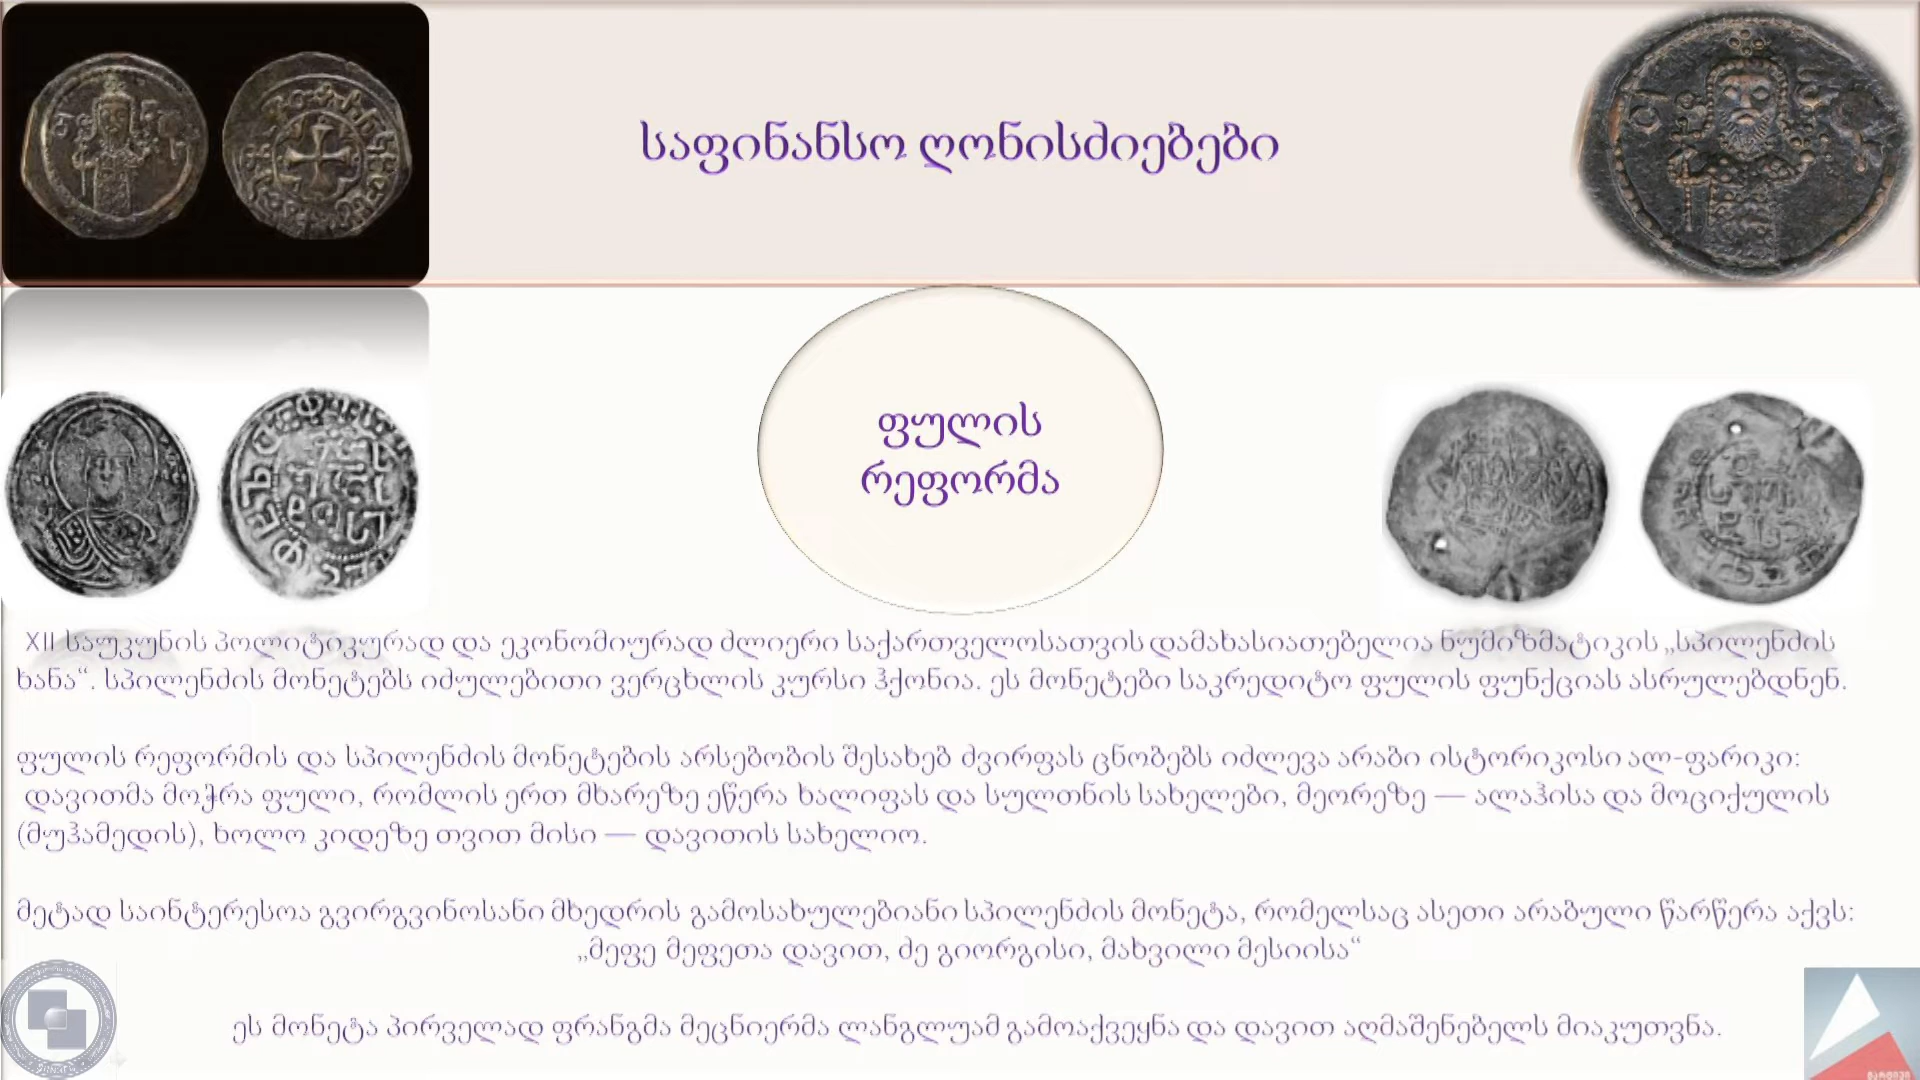 საფინანსო ღონისძიებები
ფულის
რეფორმა
XII საუკუნის პოლიტიკურად და ეკონომიურად ძლიერი საქართველოსათვის დამახასიათებელია ნუმიზმატიკის „სპილენძის
ხანა“. სპილენძის მონეტებს იძულებითი ვერცხლის კურსი ჰქონია. ეს მონეტები საკრედიტო ფულის ფუნქციას ასრულებდნენ.
ფულის რეფორმის და სპილენძის მონეტების არსებობის შესახებ ძვირფას ცნობებს იძლევა არაბი ისტორიკოსი ალ-ფარიკი:
დავითმა მოჭრა ფული, რომლის ერთ მხარეზე ეწერა ხალიფას და სულთნის სახელები, მეორეზე — ალაჰისა და მოციქულის
(მუჰამედის), ხოლო კიდეზე თვით მისი — დავითის სახელიო.
მეტად საინტერესოა გვირგვინოსანი მხედრის გამოსახულებიანი სპილენძის მონეტა, რომელსაც ასეთი არაბული წარწერა აქვს:
„მეფე მეფეთა დავით, ძე გიორგისი, მახვილი მესიისა“
ეს მონეტა პირველად ფრანგმა მეცნიერმა ლანგლუამ გამოაქვეყნა და დავით აღმაშენებელს მიაკუთვნა.